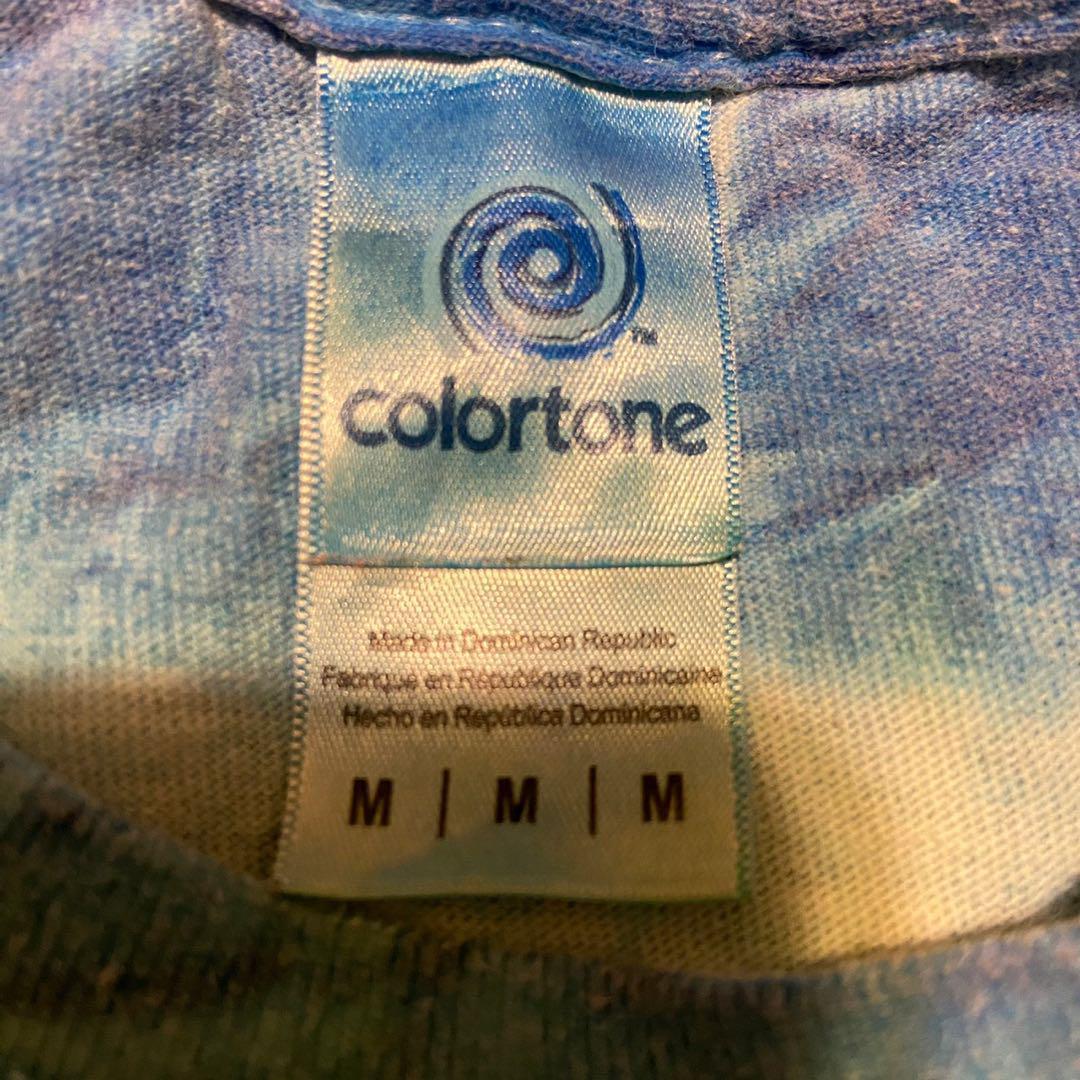 TM
colortone
Made in Dominican Republic
Fabrique en Republique Dominicaine
Hecho en República Dominicana
M | M | M